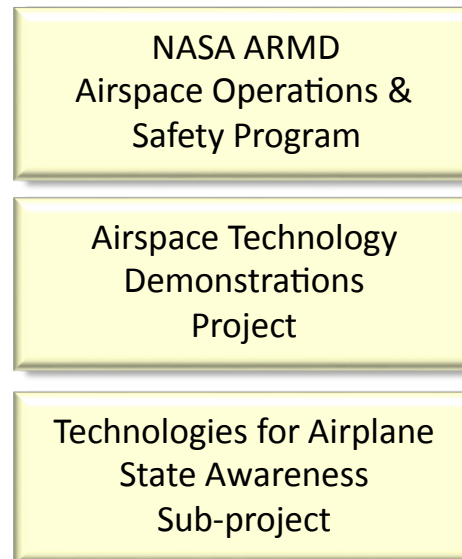 NASA ARMD
Airspace Operations &
Safety Program
Airspace Technology
Demonstrations
Project
Technologies for Airplane
State Awareness
Sub-project